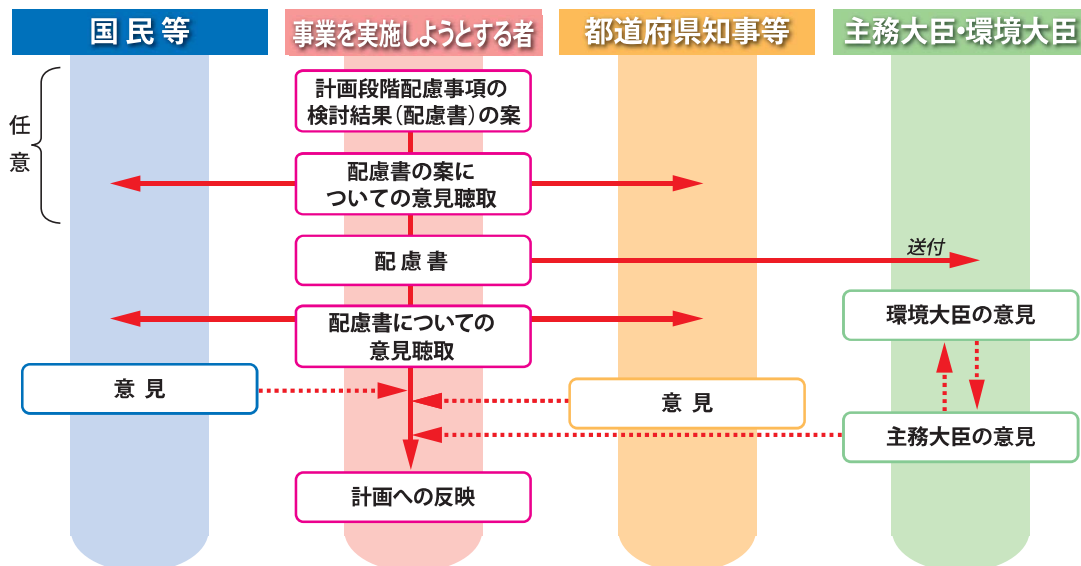 国民等
事業を実施しようとする者
都道府県知事等
主務大臣・環境大臣
任意
計画段階配慮事項の
検討結果(配慮書)の案
配慮書の案に
ついての意見聴取
配慮書
送付
配慮書についての
意見聴取
環境大臣の意見
意見
意見
主務大臣の意見
計画への反映